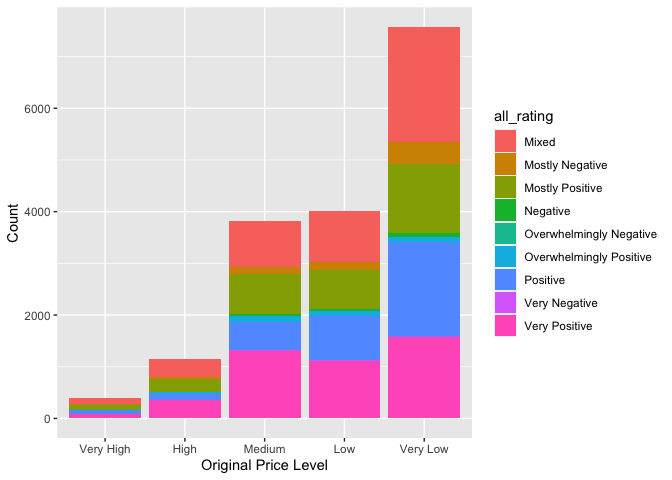 6000
4000
2000
0
Count
Very High
High
Medium
Low
Very Low
Original Price Level
all_rating
Mixed
Mostly Negative
Mostly Positive
Negative
Overwhelmingly Negative
Overwhelmingly Positive
Positive
Very Negative
Very Positive